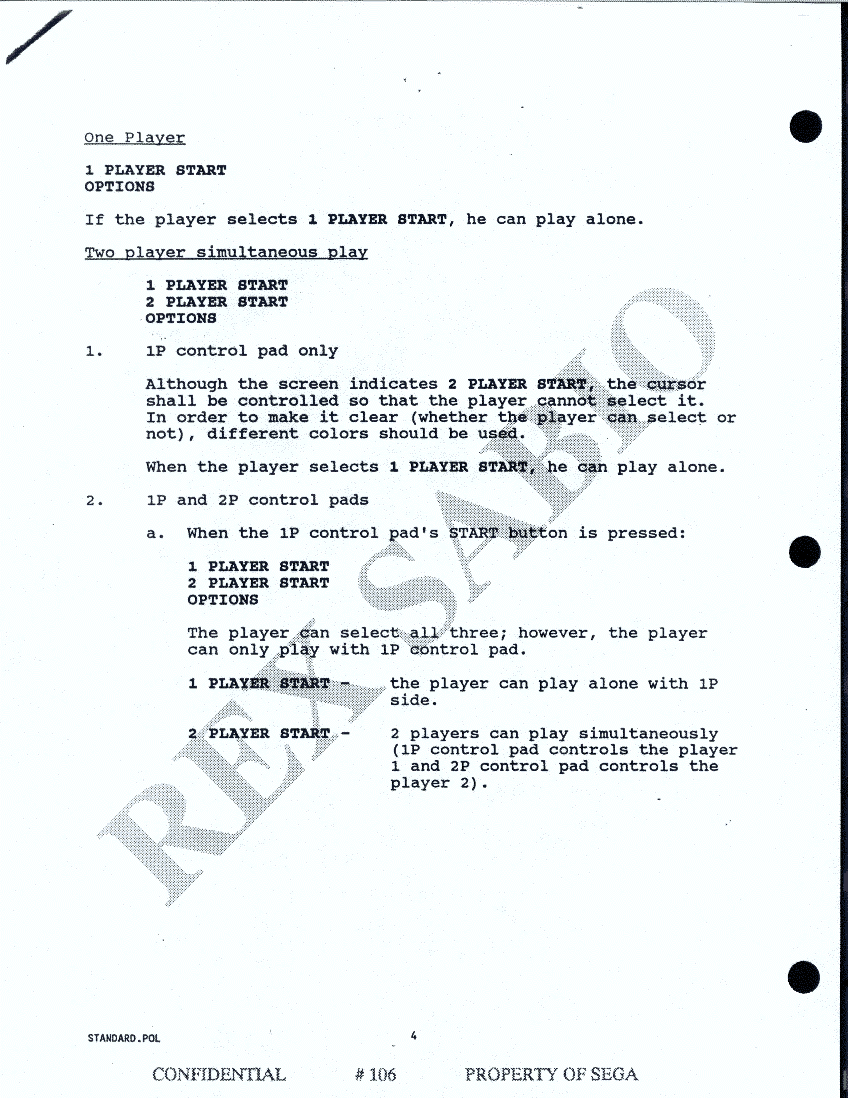 One Player
1 PLAYER START
OPTIONS
If the player selects 1 PLAYER START, he can play alone.
Two player simultaneous play
1 PLAYER START
2 PLAYER START
OPTIONS
1. 1P control pad only
Although the screen indicates 2 PLAYER START, the cursor
shall be controlled so that the player cannot select it.
In order to make it clear (whether the player can select or
not), different colors should be used.
When the player selects 1 PLAYER START, he can play alone.
2. 1P and 2P control pads
a. When the 1P control pad's START button is pressed:
1 PLAYER START
2 PLAYER START
OPTIONS
The player can select all three; however, the player
can only play with 1P control pad.
1 PLAYER START - the player can play alone with 1P
side.
2 PLAYER START - 2 players can play simultaneously
(1P control pad controls the player
1 and 2P control pad controls the
player 2).
REX SABIO
STANDARD.POL 4
CONFIDENTIAL # 106 PROPERTY OF SEGA